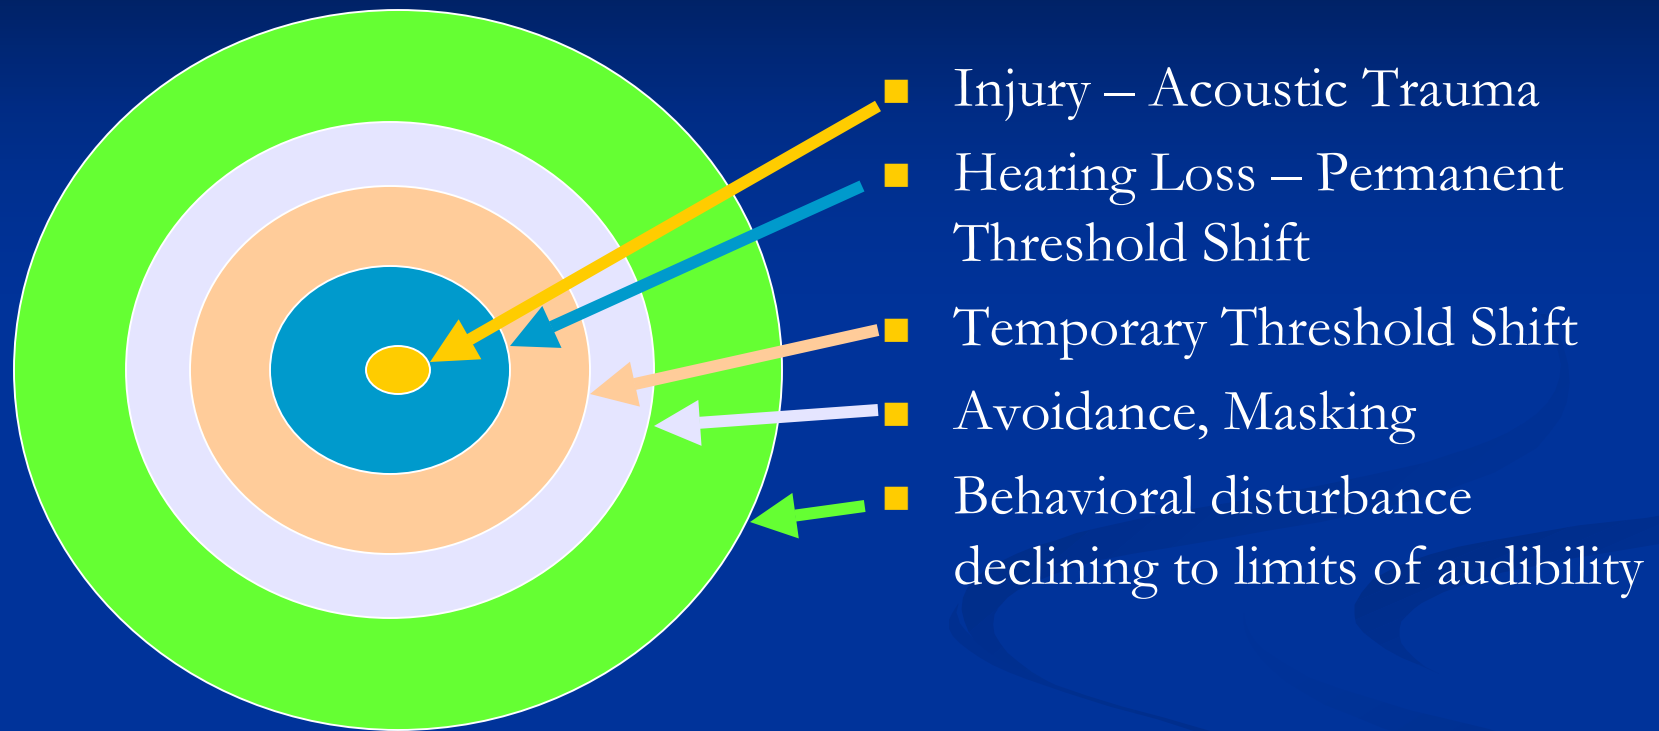 Injury – Acoustic Trauma
Hearing Loss – Permanent
Threshold Shift
Temporary Threshold Shift
Avoidance, Masking
Behavioral disturbance
declining to limits of audibility